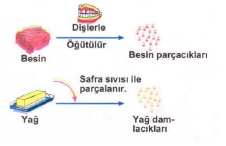 Dişlerle
Öğütülür
Besin
Besin parçacıkları
Safra sıvısı ile
parçalanır.
Yağ
Yağ dam-
lacıkları